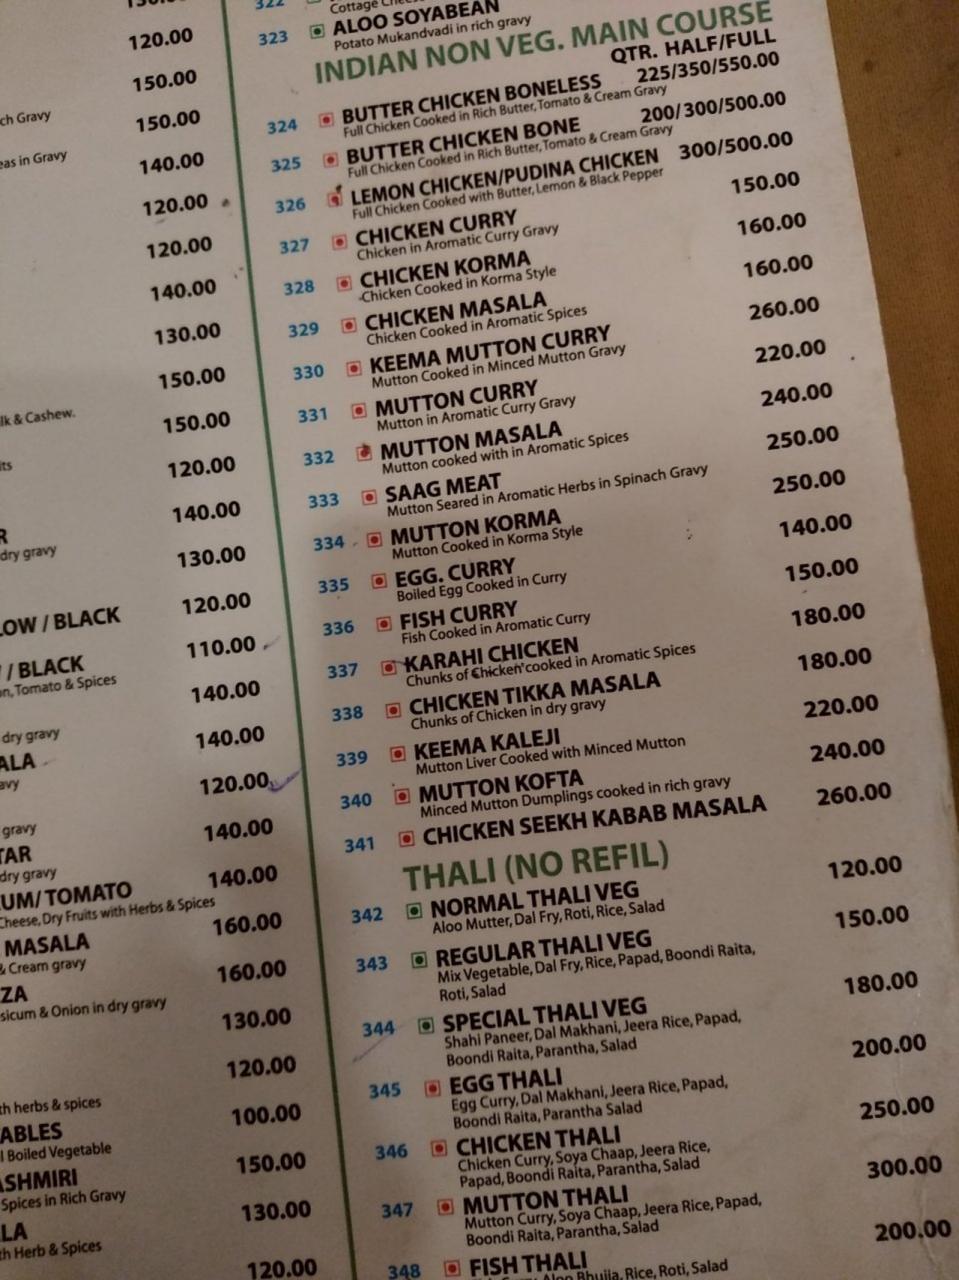 120.00
150.00
ch Gravy
150.00
eas in Gravy
140.00
120.00
120.00
140.00
130.00
150.00
lk & Cashew.
150.00
its
120.00
140.00
R
dry gravy
130.00
LOW / BLACK 120.00
110.00
/ BLACK
on, Tomato & Spices
140.00
dry gravy
140.00
ALA
avy
120.00
gravy
140.00
TAR
dry gravy
140.00
UM/ TOMATO
Cheese, Dry Fruits with Herbs & Spices
160.00
MASALA
& Cream gravy
160.00
ZA
sicum & Onion in dry gravy
130.00
120.00
th herbs & spices
100.00
ABLES
l Boiled Vegetable
150.00
ASHMIRI
Spices in Rich Gravy
130.00
LA
th Herb & Spices
120.00
322
323 ALOO SOYABEAN
Potato Mukandvadi in rich gravy
INDIAN NON VEG. MAIN COURSE
QTR. HALF/FULL
324 BUTTER CHICKEN BONELESS 225/350/550.00
Full Chicken Cooked in Rich Butter, Tomato & Cream Gravy
325 BUTTER CHICKEN BONE 200/300/500.00
Full Chicken Cooked in Rich Butter, Tomato & Cream Gravy
326 LEMON CHICKEN/PUDINA CHICKEN 300/500.00
Full Chicken Cooked with Butter, Lemon & Black Pepper
327 CHICKEN CURRY 150.00
Chicken in Aromatic Curry Gravy
328 CHICKEN KORMA 160.00
Chicken Cooked in Korma Style
329 CHICKEN MASALA 160.00
Chicken Cooked in Aromatic Spices
330 KEEMA MUTTON CURRY 260.00
Mutton Cooked in Minced Mutton Gravy
331 MUTTON CURRY 220.00
Mutton in Aromatic Curry Gravy
332 MUTTON MASALA 240.00
Mutton cooked with in Aromatic Spices
333 SAAG MEAT 250.00
Mutton Seared in Aromatic Herbs in Spinach Gravy
334 MUTTON KORMA 250.00
Mutton Cooked in Korma Style
335 EGG. CURRY 140.00
Boiled Egg Cooked in Curry
336 FISH CURRY 150.00
Fish Cooked in Aromatic Curry
337 KARAHI CHICKEN 180.00
Chunks of Chicken cooked in Aromatic Spices
338 CHICKEN TIKKA MASALA 180.00
Chunks of Chicken in dry gravy
339 KEEMA KALEJI 220.00
Mutton Liver Cooked with Minced Mutton
340 MUTTON KOFTA 240.00
Minced Mutton Dumplings cooked in rich gravy
341 CHICKEN SEEKH KABAB MASALA 260.00
THALI (NO REFIL)
342 NORMAL THALI VEG 120.00
Aloo Mutter, Dal Fry, Roti, Rice, Salad
343 REGULAR THALI VEG 150.00
Mix Vegetable, Dal Fry, Rice, Papad, Boondi Raita,
Roti, Salad
344 SPECIAL THALI VEG 180.00
Shahi Paneer, Dal Makhani, Jeera Rice, Papad,
Boondi Raita, Parantha, Salad
345 EGG THALI 200.00
Egg Curry, Dal Makhani, Jeera Rice, Papad,
Boondi Raita, Parantha Salad
346 CHICKEN THALI 250.00
Chicken Curry, Soya Chaap, Jeera Rice,
Papad, Boondi Raita, Parantha, Salad
347 MUTTON THALI 300.00
Mutton Curry, Soya Chaap, Jeera Rice, Papad,
Boondi Raita, Parantha, Salad
348 FISH THALI 200.00
Aloo Bhujia, Rice, Roti, Salad